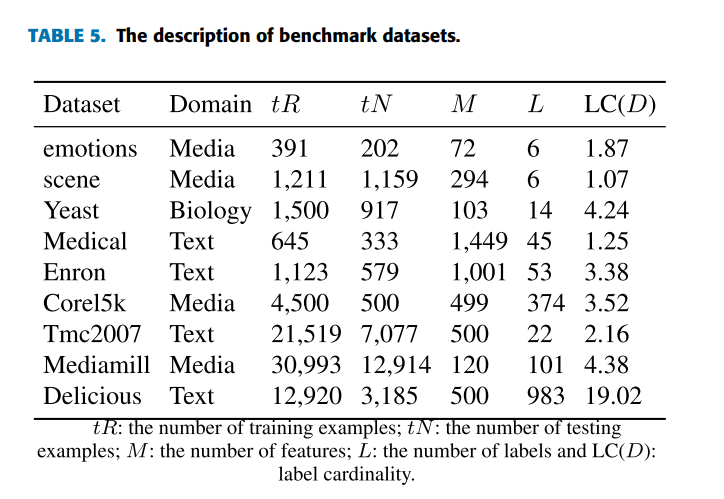 TABLE 5. The description of benchmark datasets.
Dataset Domain tR tN M L LC(D)
emotions Media 391 202 72 6 1.87
scene Media 1,211 1,159 294 6 1.07
Yeast Biology 1,500 917 103 14 4.24
Medical Text 645 333 1,449 45 1.25
Enron Text 1,123 579 1,001 53 3.38
Corel5k Media 4,500 500 499 374 3.52
Tmc2007 Text 21,519 7,077 500 22 2.16
Mediamill Media 30,993 12,914 120 101 4.38
Delicious Text 12,920 3,185 500 983 19.02
tR: the number of training examples; tN: the number of testing
examples; M: the number of features; L: the number of labels and LC(D):
label cardinality.